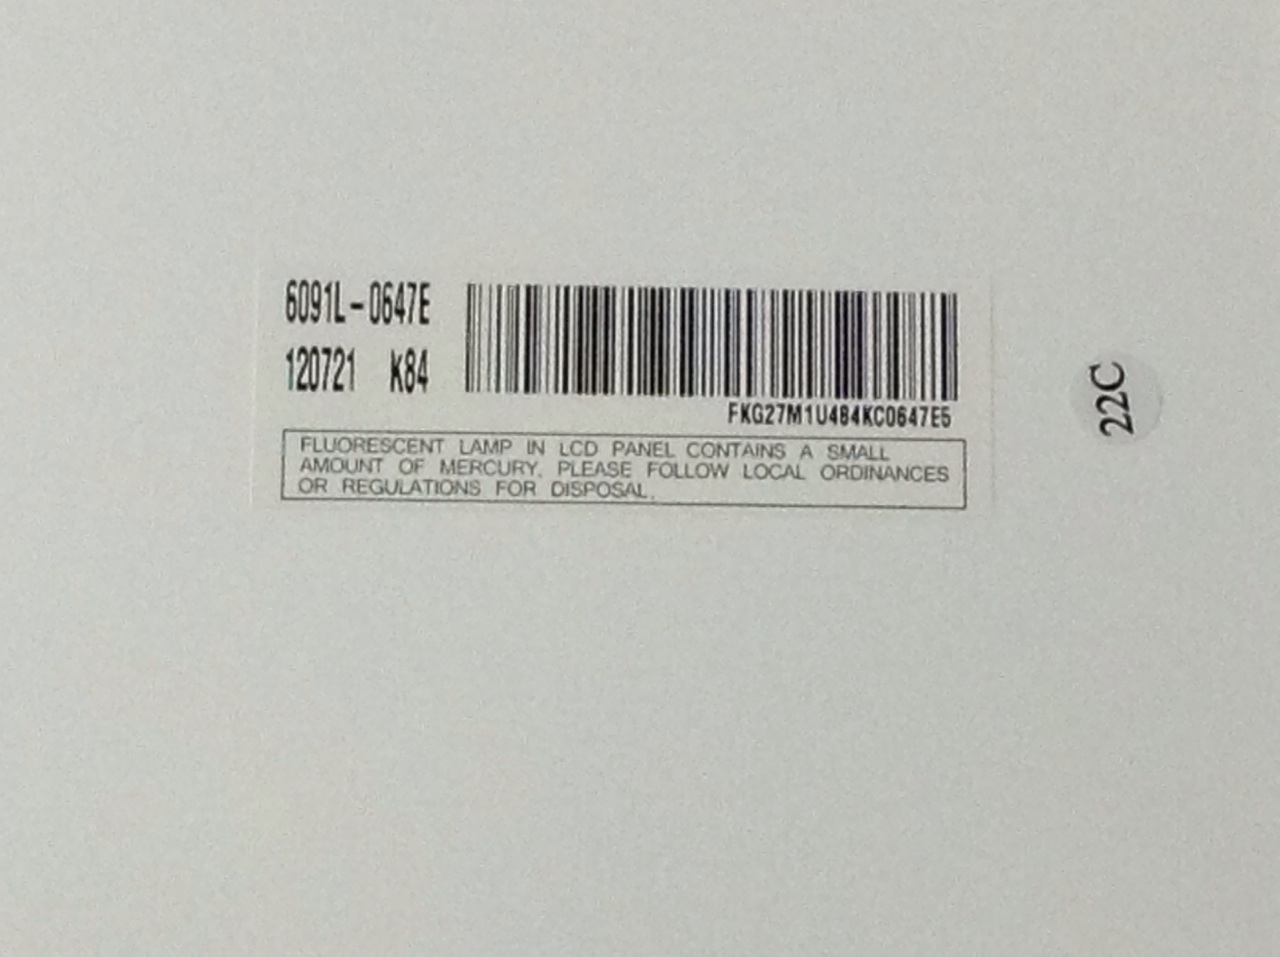 6091L-0647E
120721 K84
FKG27M1U484KC0647E5
FLUORESCENT LAMP IN LCD PANEL CONTAINS A SMALL
AMOUNT OF MERCURY. PLEASE FOLLOW LOCAL ORDINANCES
OR REGULATIONS FOR DISPOSAL.
22C